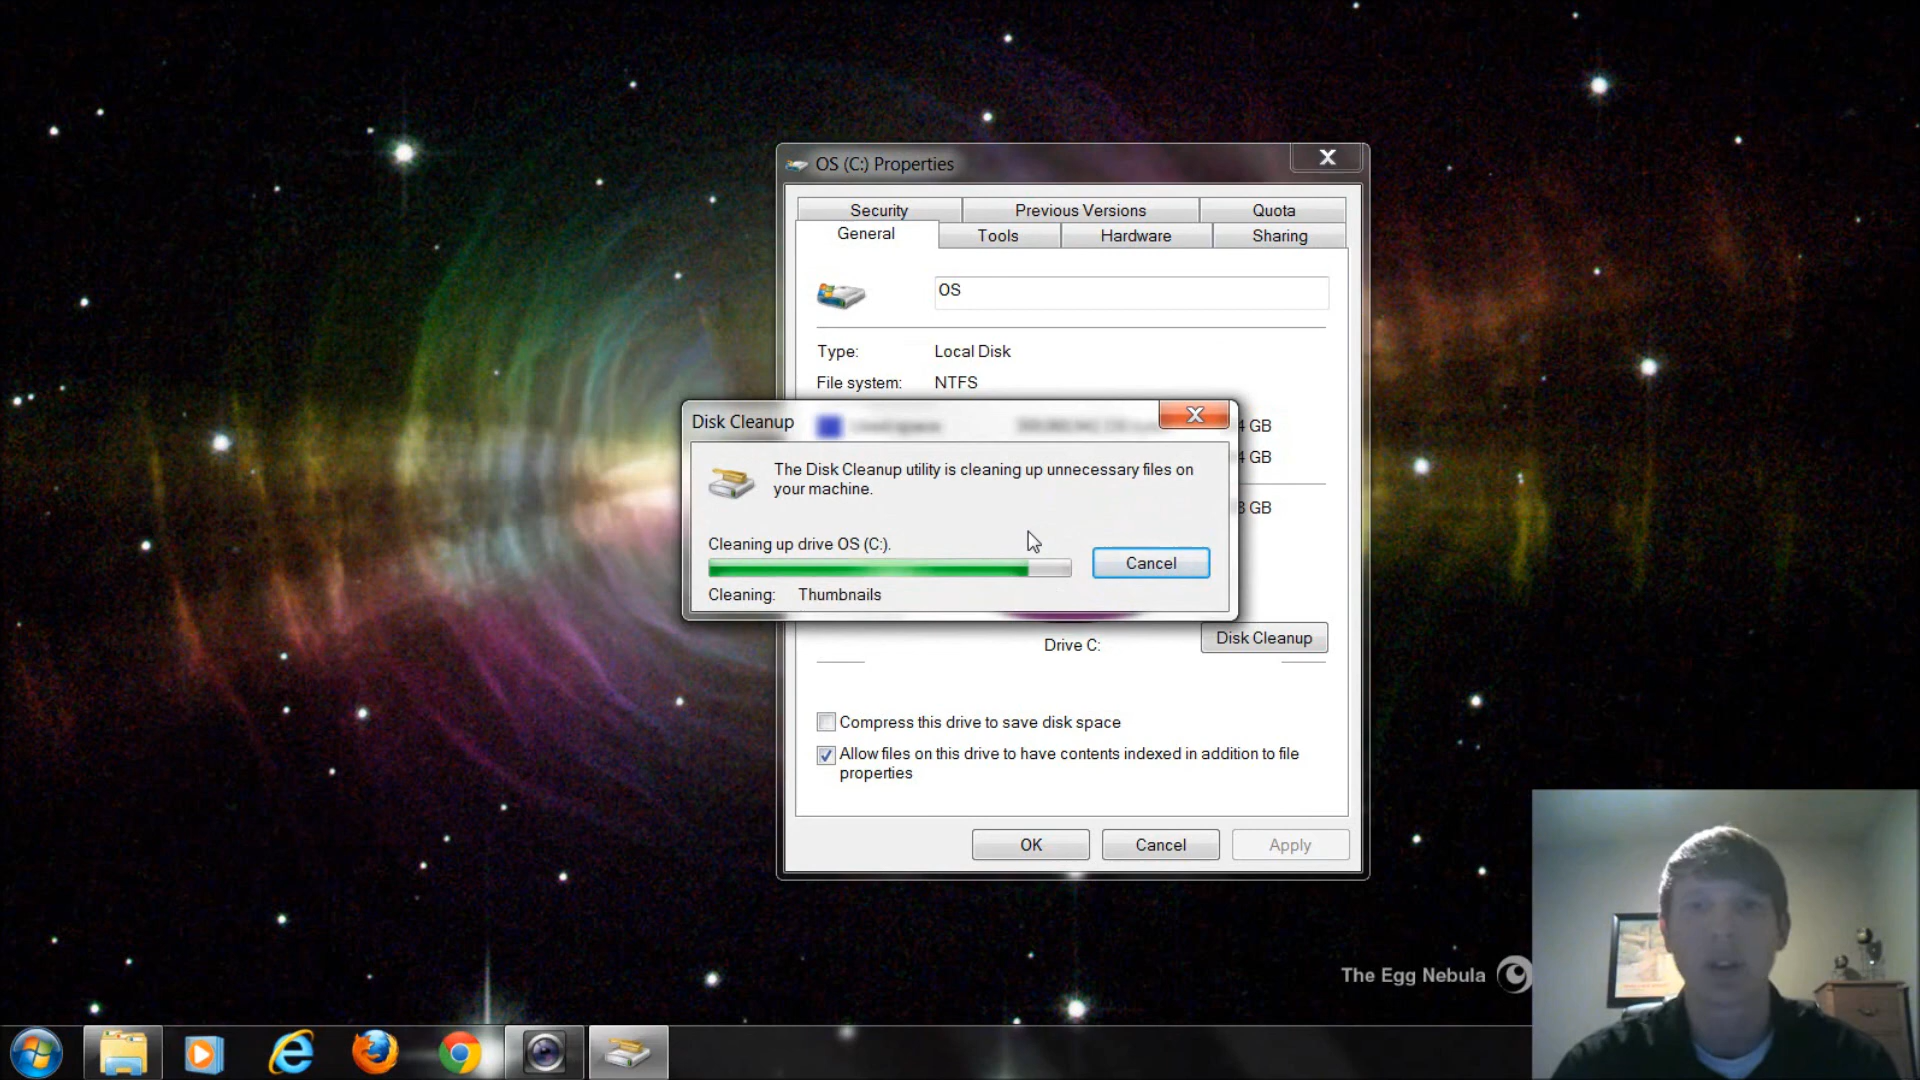 OS (C:) Properties
Security
Previous Versions
Quota
General
Tools
Hardware
Sharing
OS
Type:
Local Disk
File system:
NTFS
Disk Cleanup
4 GB
The Disk Cleanup utility is cleaning up unnecessary files on
your machine.
4 GB
GB
Cleaning up drive OS (C:).
Cancel
Cleaning: Thumbnails
Drive C:
Disk Cleanup
Compress this drive to save disk space
Allow files on this drive to have contents indexed in addition to file
properties
OK
Cancel
Apply
The Egg Nebula